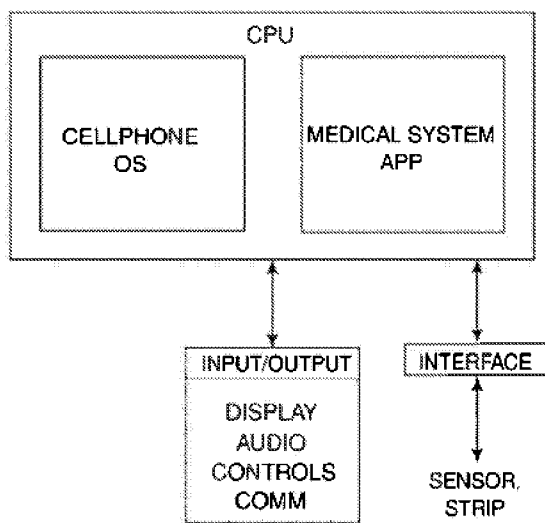 CPU
CELLPHONE
OS
MEDICAL SYSTEM
APP
INPUT/OUTPUT
DISPLAY
AUDIO
CONTROLS
COMM
INTERFACE
SENSOR,
STRIP